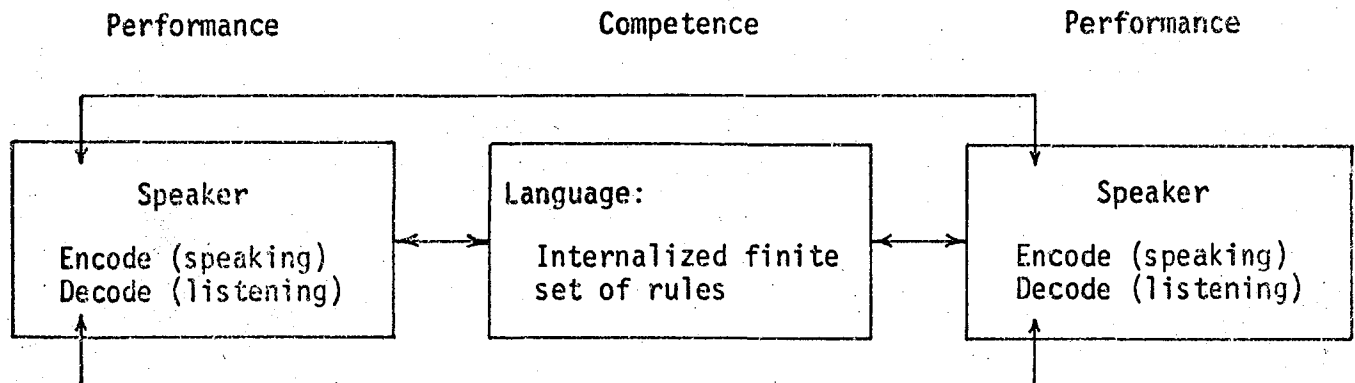 Performance Competence Performance
Speaker
Encode (speaking)
Decode (listening)
Language:
Internalized finite
set of rules
Speaker
Encode (speaking)
Decode (listening)